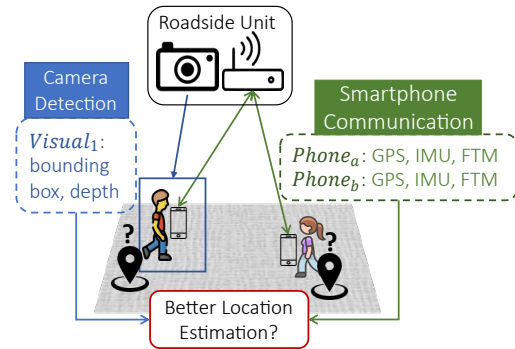 Roadside Unit
Camera
Detection
Smartphone
Communication
Visual₁:
bounding
box, depth
Phoneₐ: GPS, IMU, FTM
Phone_b: GPS, IMU, FTM
?
?
Better Location
Estimation?